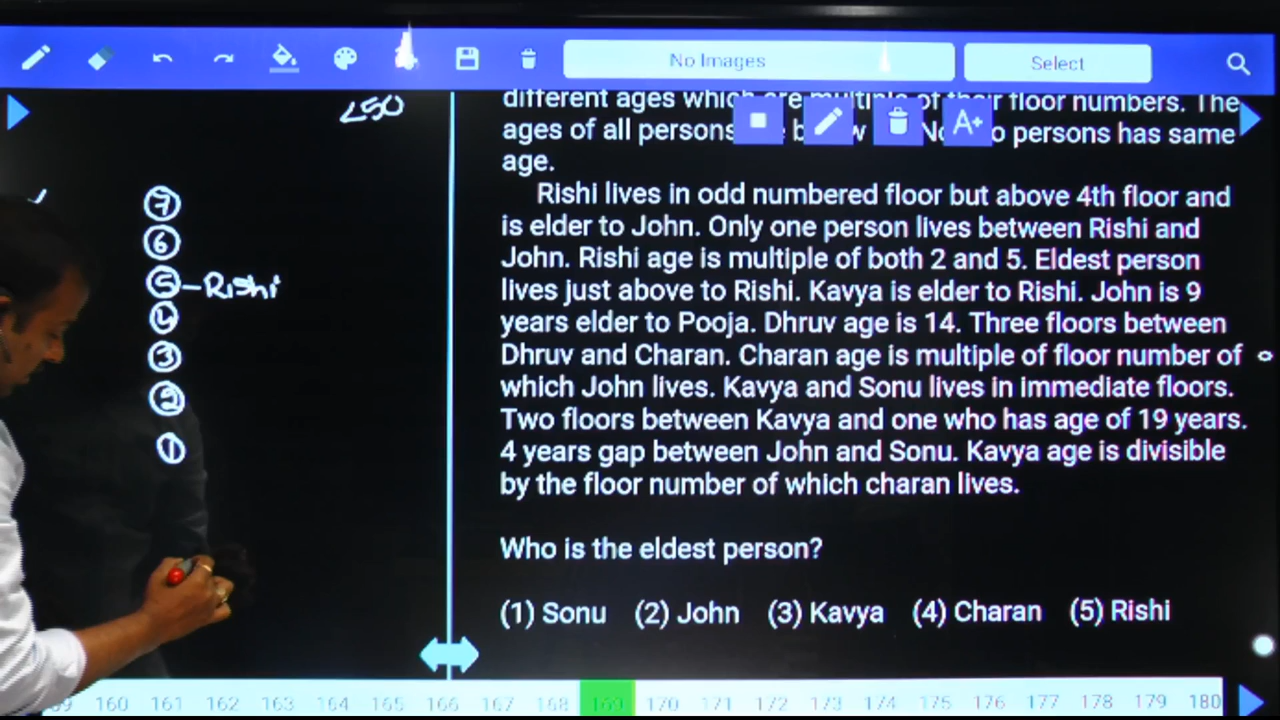 No Images
Select
∠50
different ages which are multiple of their floor numbers. The
ages of all persons No persons has same
age.
Rishi lives in odd numbered floor but above 4th floor and
is elder to John. Only one person lives between Rishi and
John. Rishi age is multiple of both 2 and 5. Eldest person
lives just above to Rishi. Kavya is elder to Rishi. John is 9
years elder to Pooja. Dhruv age is 14. Three floors between
Dhruv and Charan. Charan age is multiple of floor number of
which John lives. Kavya and Sonu lives in immediate floors.
Two floors between Kavya and one who has age of 19 years.
4 years gap between John and Sonu. Kavya age is divisible
by the floor number of which charan lives.
Who is the eldest person?
(1) Sonu (2) John (3) Kavya (4) Charan (5) Rishi
7
6
5 - Rishi
4
3
2
1
A+
160 161 162 163 164 165 166 167 168 169 170 171 172 173 174 175 176 177 178 179 180